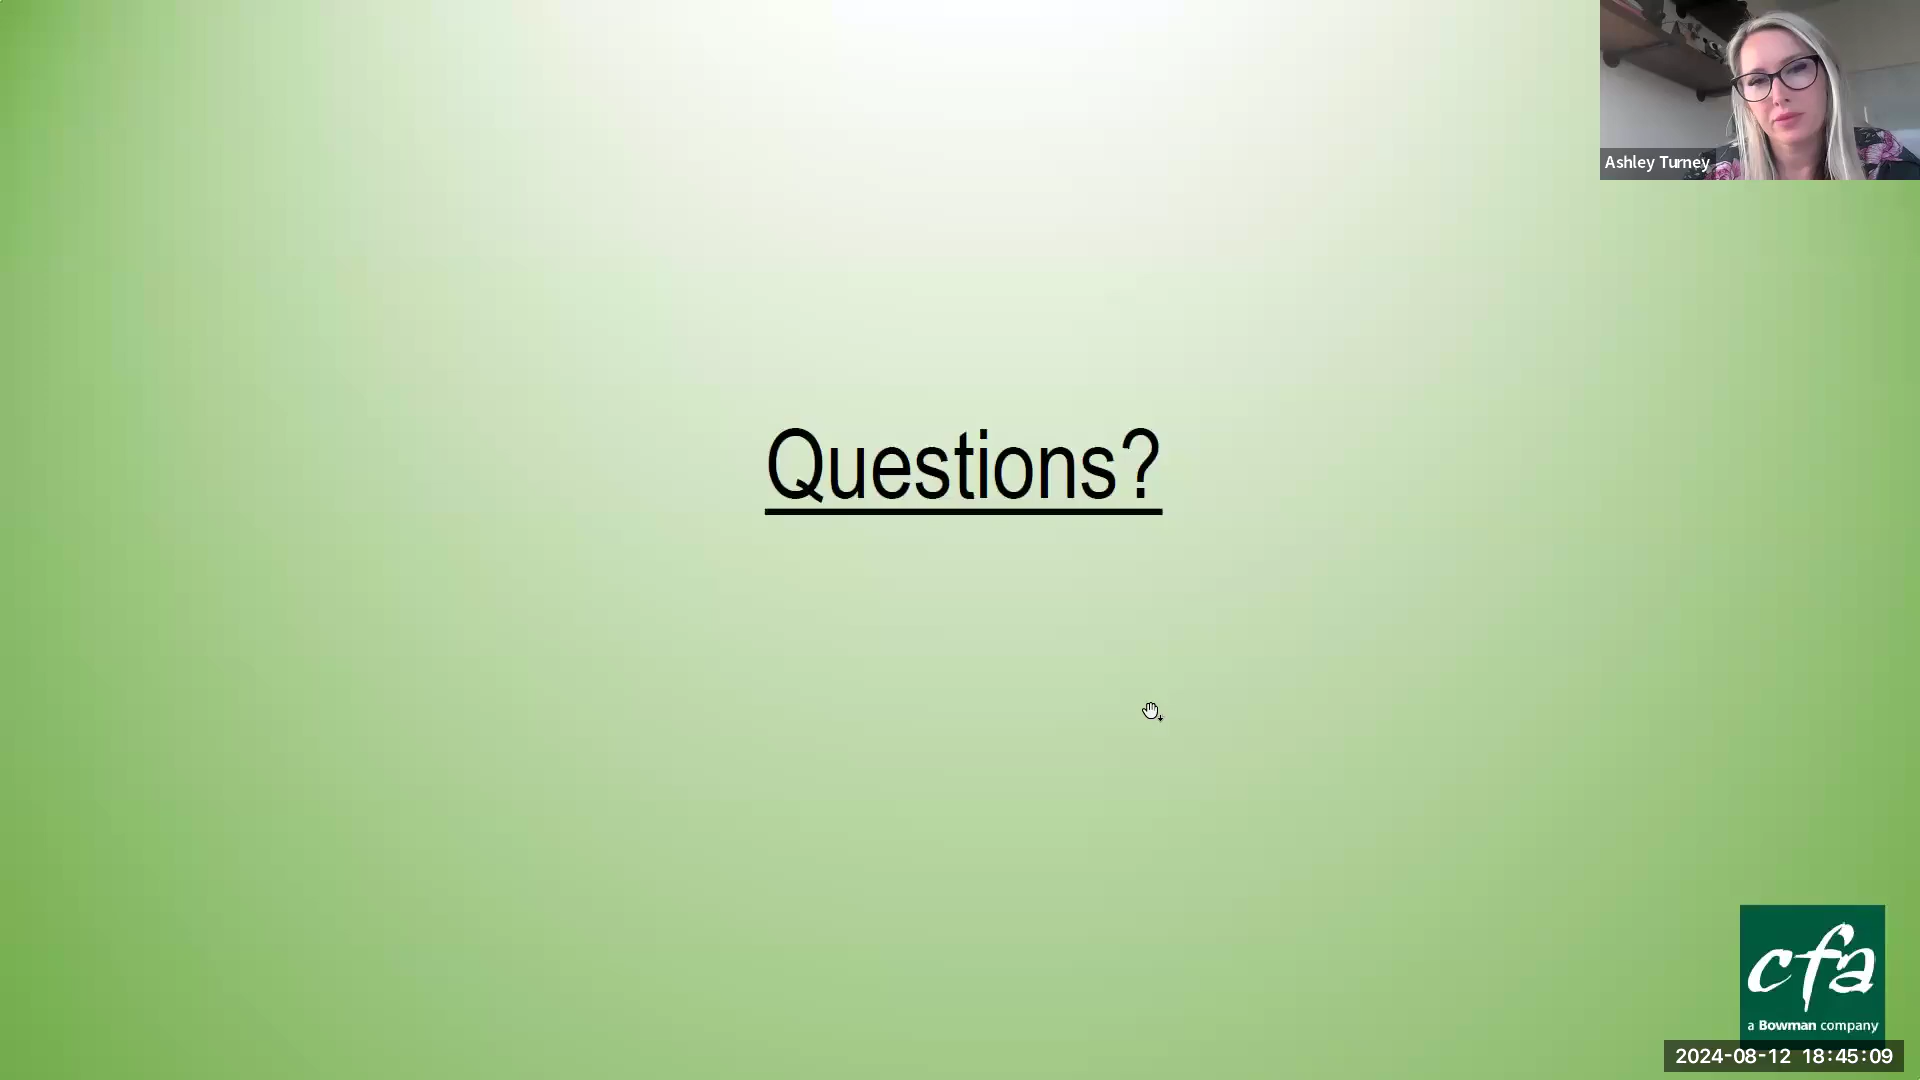 Ashley Turney
Questions?
cfa
a Bowman company
2024-08-12 18:45:09